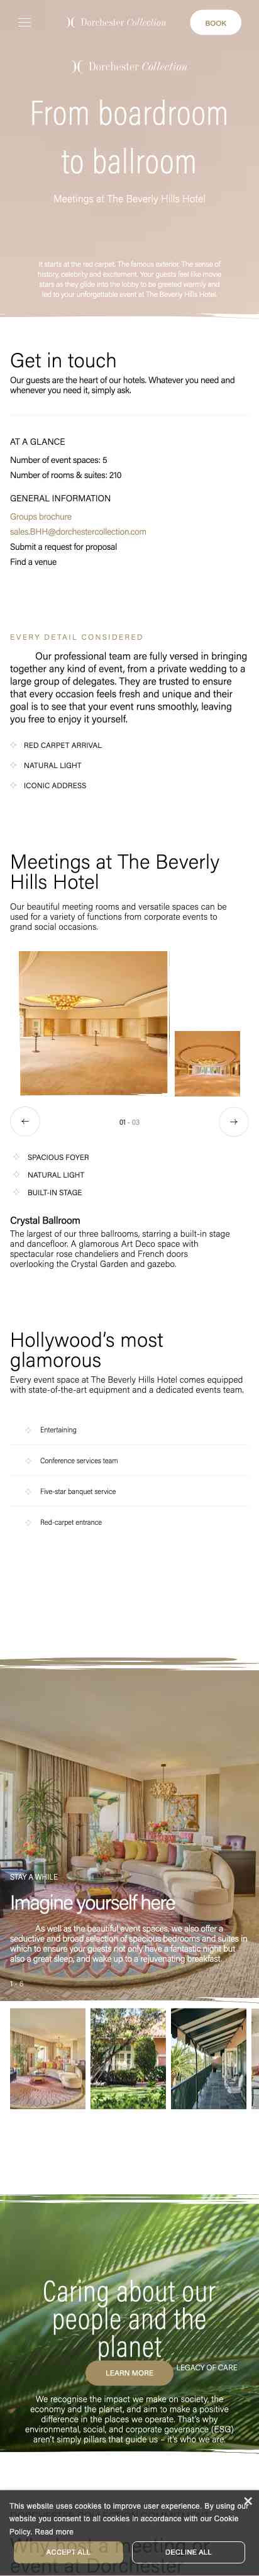 Dorchester Collection
BOOK
Dorchester Collection
From boardroom
to ballroom
Meetings at The Beverly Hills Hotel
It starts at the red carpet. The famous exterior. The sense of
history, celebrity and excitement. Your guests feel like movie
stars as they glide into the lobby to be greeted warmly and
led to your unforgettable event at The Beverly Hills Hotel.
Get in touch
Our guests are the heart of our hotels. Whatever you need and
whenever you need it, simply ask.
AT A GLANCE
Number of event spaces: 5
Number of rooms & suites: 210
GENERAL INFORMATION
Groups brochure
sales.BHH@dorchestercollection.com
Submit a request for proposal
Find a venue
EVERY DETAIL CONSIDERED
Our professional team are fully versed in bringing
together any kind of event, from a private wedding to a
large group of delegates. They are trusted to ensure
that every occasion feels fresh and unique and their
goal is to see that your event runs smoothly, leaving
you free to enjoy it yourself.
RED CARPET ARRIVAL
NATURAL LIGHT
ICONIC ADDRESS
Meetings at The Beverly
Hills Hotel
Our beautiful meeting rooms and versatile spaces can be
used for a variety of functions from corporate events to
grand social occasions.
01 - 03
SPACIOUS FOYER
NATURAL LIGHT
BUILT-IN STAGE
Crystal Ballroom
The largest of our three ballrooms, starring a built-in stage
and dancefloor. A glamorous Art Deco space with
spectacular rose chandeliers and French doors
overlooking the Crystal Garden and gazebo.
Hollywood's most
glamorous
Every event space at The Beverly Hills Hotel comes equipped
with state-of-the-art equipment and a dedicated events team.
Entertaining
Conference services team
Five-star banquet service
Red-carpet entrance
STAY A WHILE
Imagine yourself here
As well as the beautiful event spaces, we also offer a
seductive and broad selection of spacious bedrooms and suites in
which to ensure your guests not only have a fantastic night but
also a great sleep, and wake up to a rejuvenating breakfast.
1 - 6
Caring about our
people and the
planet
LEARN MORE
LEGACY OF CARE
We recognise the impact we make on society, the
economy and the planet, and aim to make a positive
difference in the places we operate. That's why
environmental, social, and corporate governance (ESG)
aren't simply pillars that guide us – it's who we are.
This website uses cookies to improve user experience. By using our
website you consent to all cookies in accordance with our Cookie
Policy. Read more
Why host a meeting or
ACCEPT ALL
DECLINE ALL
event at Dorchester